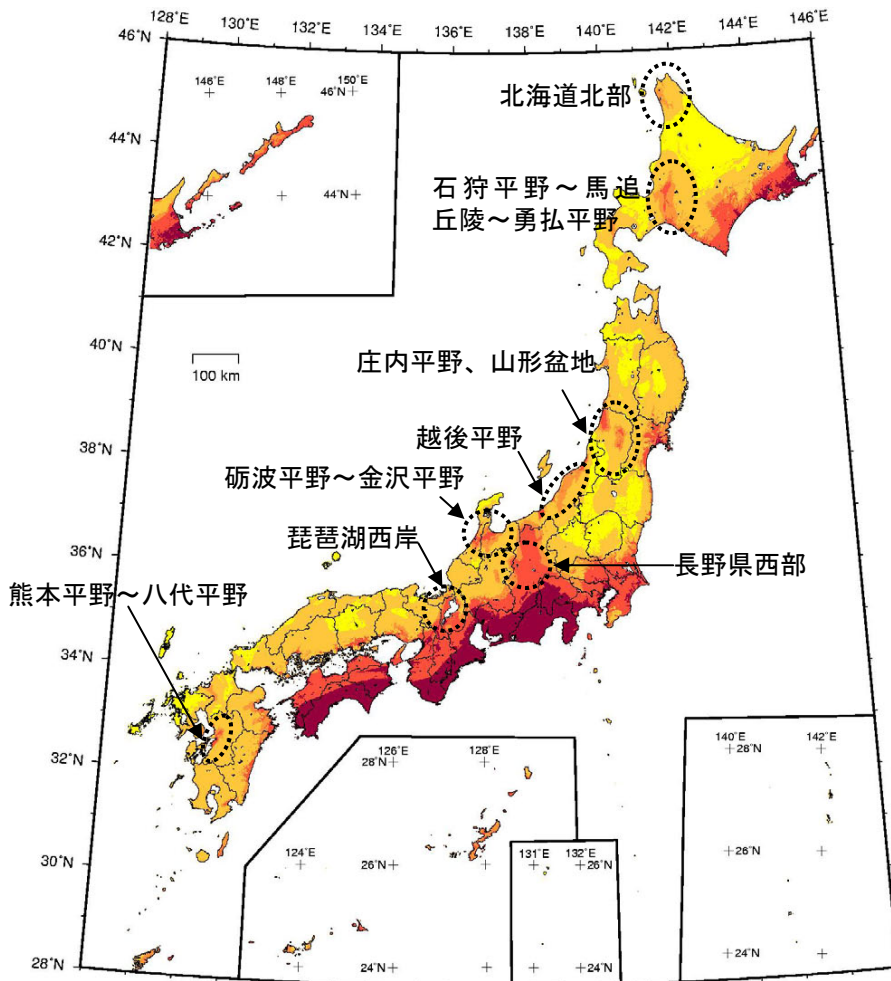 128°E 130°E 132°E 134°E 136°E 138°E 140°E 142°E 144°E 146°E
46°N
146°E 148°E 150°E
46°N
44°N
44°N
42°N
40°N
38°N
36°N
34°N
32°N
30°N
28°N
100 km
北海道北部
石狩平野～馬追
丘陵～勇払平野
庄内平野、山形盆地
越後平野
砺波平野～金沢平野
琵琶湖西岸
長野県西部
熊本平野～八代平野
126°E 128°E
28°N
124°E
26°N
24°N
131°E 132°E
26°N
24°N
140°E 142°E
28°N
26°N
24°N